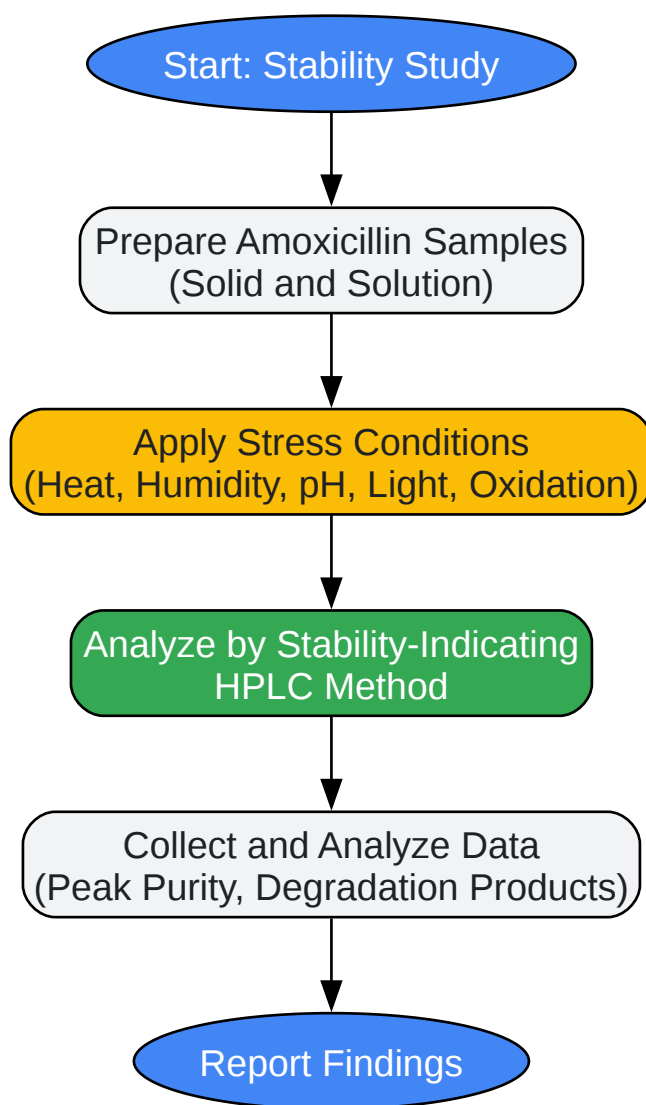 Start: Stability Study
Prepare Amoxicillin Samples
(Solid and Solution)
Apply Stress Conditions
(Heat, Humidity, pH, Light, Oxidation)
Analyze by Stability-Indicating
HPLC Method
Collect and Analyze Data
(Peak Purity, Degradation Products)
Report Findings